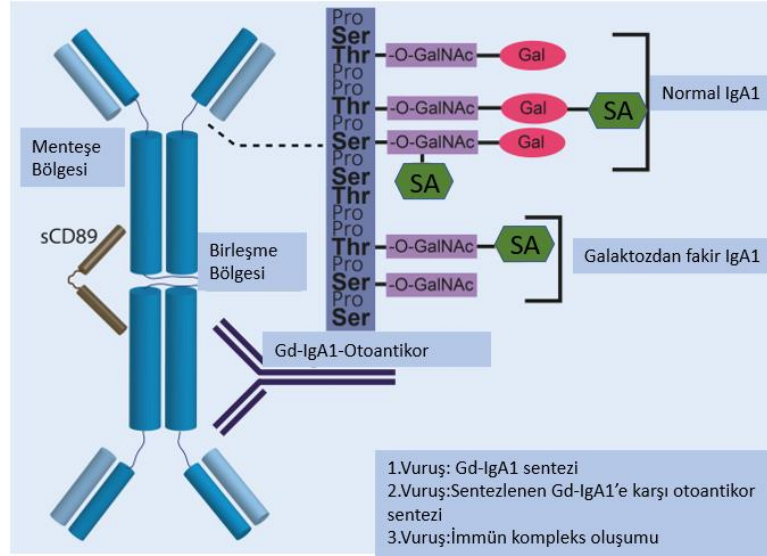 Pro
Ser
Thr -O-GalNAc Gal
Pro
Pro
Thr -O-GalNAc Gal SA
Pro
Ser -O-GalNAc Gal
Pro
Ser SA
Thr
Pro
Pro
Thr -O-GalNAc SA
Pro
Ser -O-GalNAc
Pro
Ser
Normal IgA1
Galaktozdan fakir IgA1
Menteşe
Bölgesi
sCD89
Birleşme
Bölgesi
Gd-IgA1-Otoantikor
1.Vuruş: Gd-IgA1 sentezi
2.Vuruş:Sentezlenen Gd-IgA1’e karşı otoantikor
sentezi
3.Vuruş:İmmün kompleks oluşumu